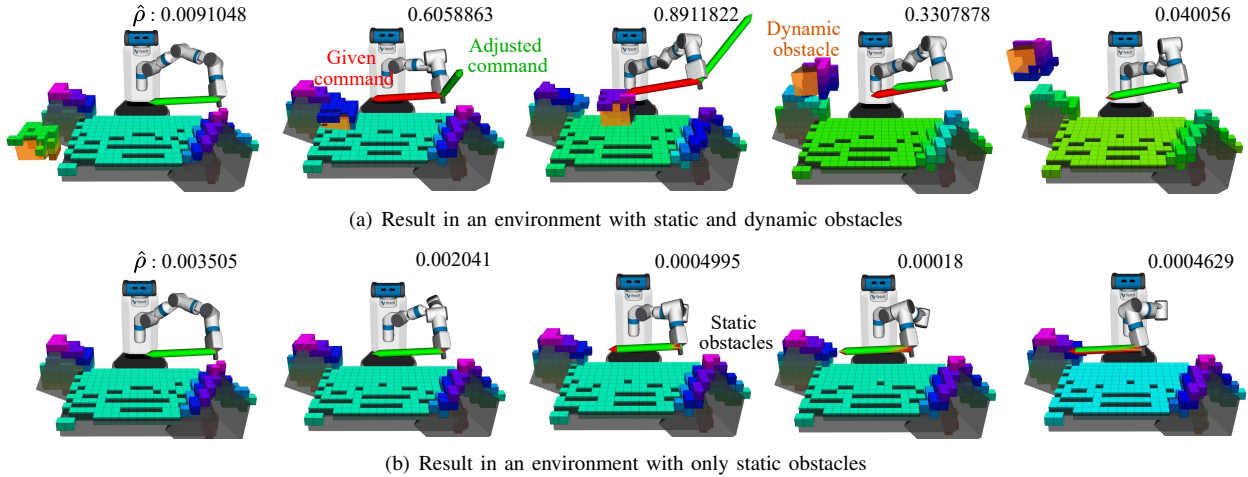 ρ̂ : 0.0091048
0.6058863
0.8911822
0.3307878
0.040056
Given
command
Adjusted
command
Dynamic
obstacle
(a) Result in an environment with static and dynamic obstacles
ρ̂ : 0.003505
0.002041
0.0004995
0.00018
0.0004629
Static
obstacles
(b) Result in an environment with only static obstacles